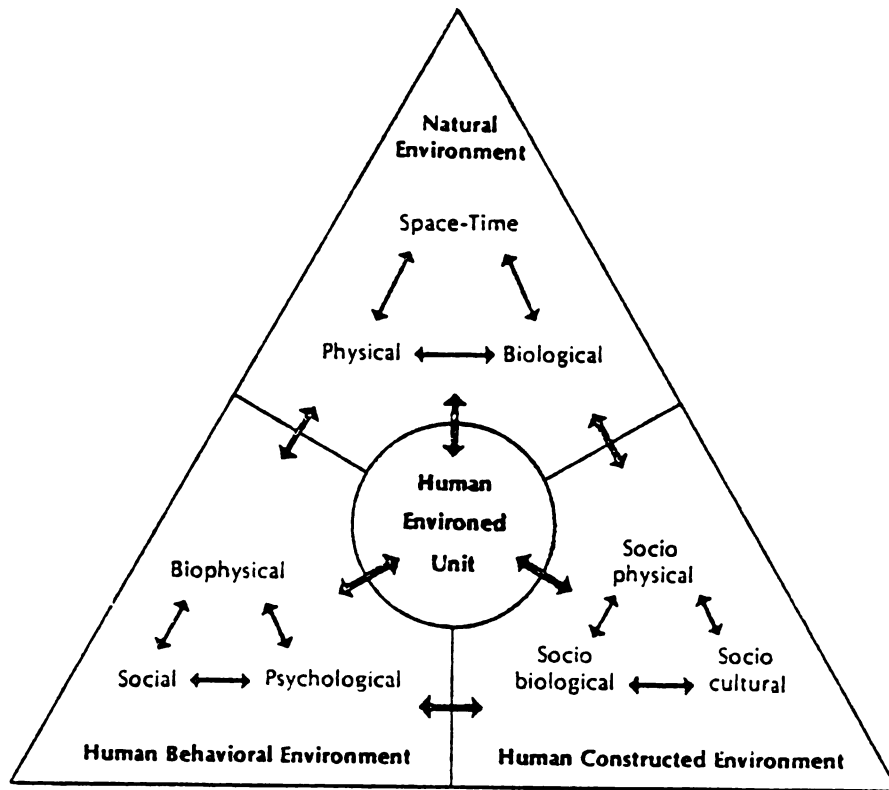 Natural
Environment
Space-Time
Physical
Biological
Human
Environed
Unit
Biophysical
Social
Psychological
Human Behavioral Environment
Socio
physical
Socio
biological
Socio
cultural
Human Constructed Environment